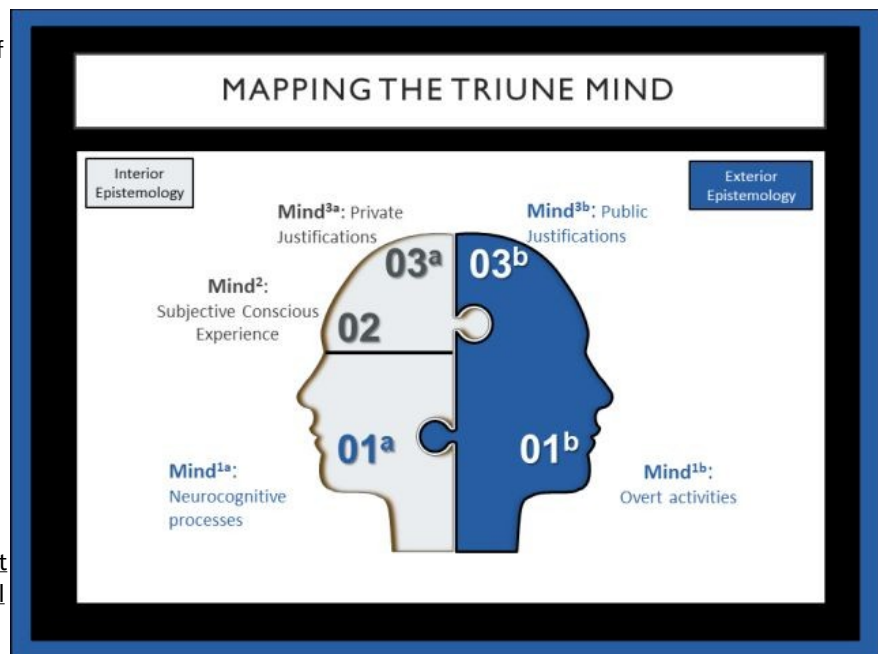 f
MAPPING THE TRIUNE MIND
Interior
Epistemology
Exterior
Epistemology
Mind³ᵃ: Private
Justifications
Mind³ᵇ: Public
Justifications
03ᵃ
03ᵇ
Mind²:
Subjective Conscious
Experience
02
01ᵃ
01ᵇ
Mind¹ᵃ:
Neurocognitive
processes
Mind¹ᵇ:
Overt activities
t
l